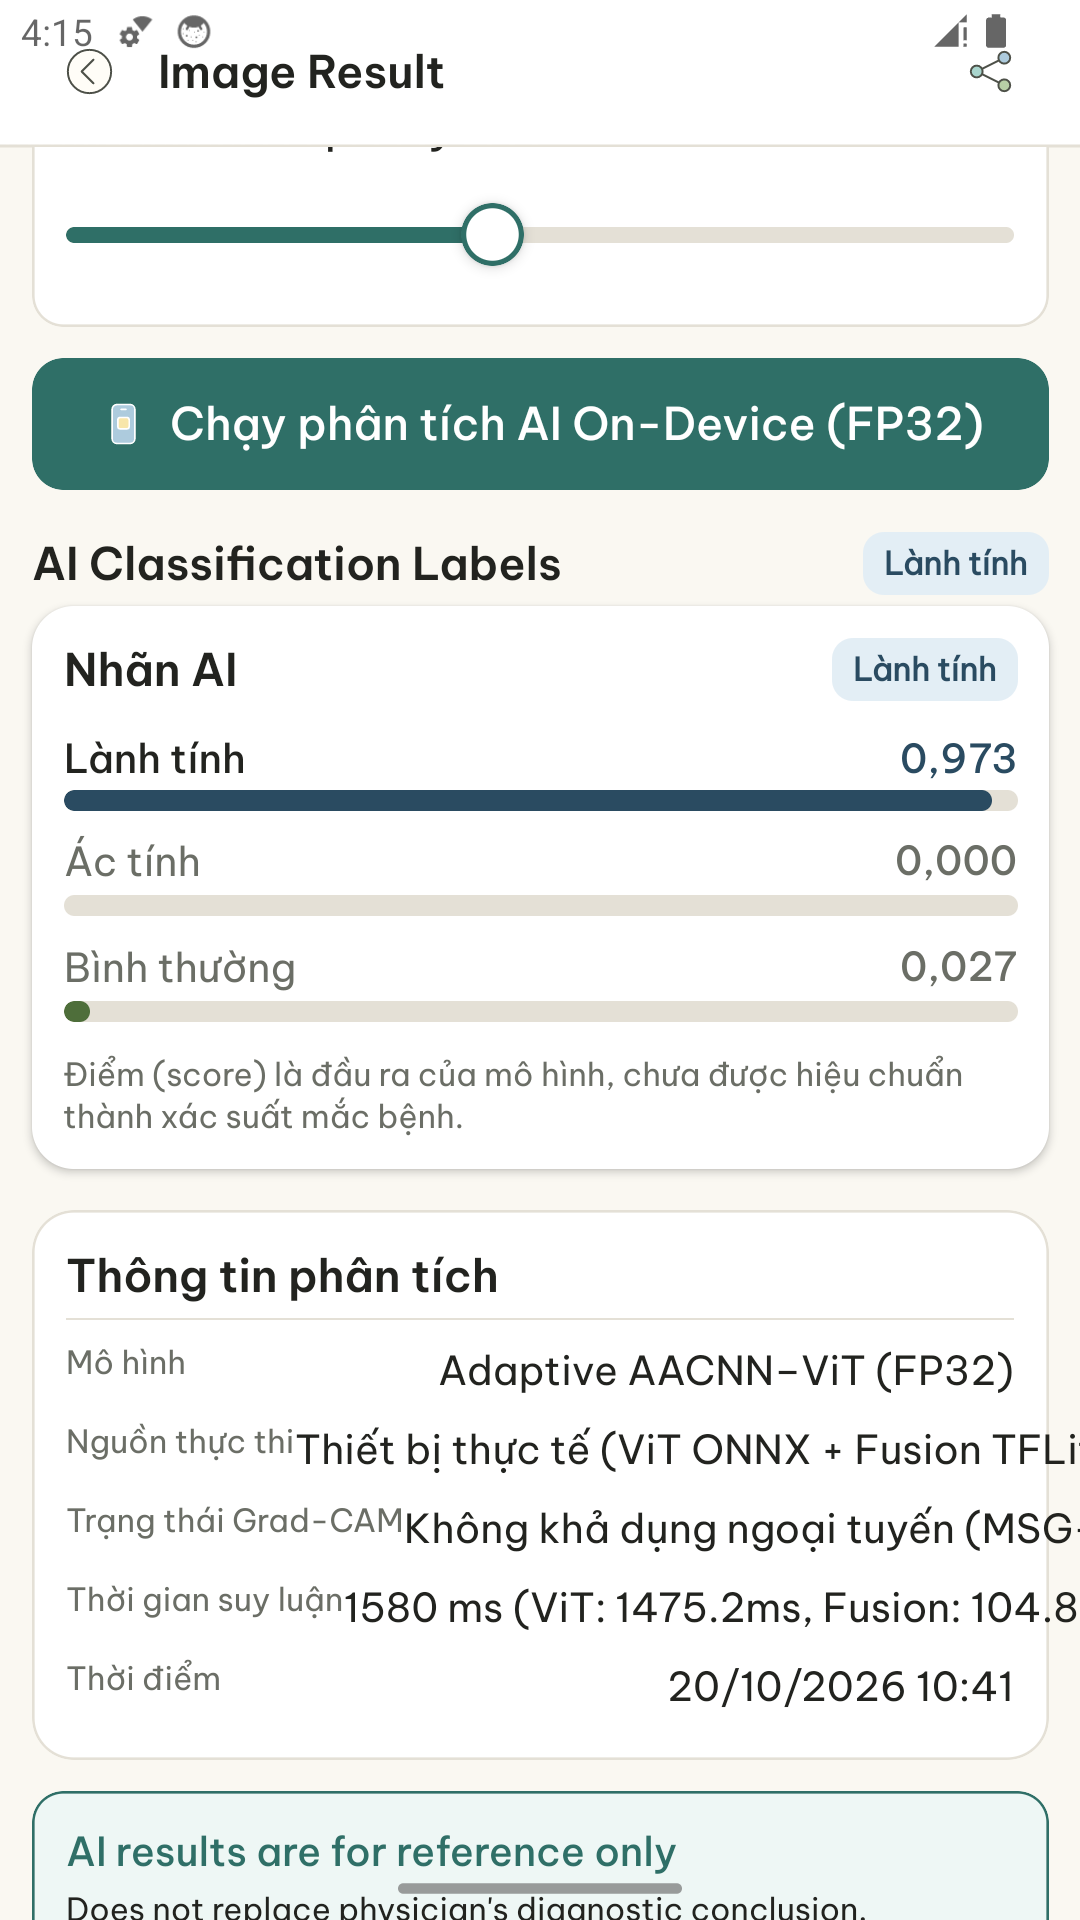 4:15
Image Result
Chạy phân tích AI On-Device (FP32)
AI Classification Labels
Lành tính
Nhãn AI
Lành tính
Lành tính
0,973
Ác tính
0,000
Bình thường
0,027
Điểm (score) là đầu ra của mô hình, chưa được hiệu chuẩn
thành xác suất mắc bệnh.
Thông tin phân tích
Mô hình
Adaptive AACNN–ViT (FP32)
Nguồn thực thi
Thiết bị thực tế (ViT ONNX + Fusion
Trạng thái Grad-CAM
Không khả dụng ngoại tuyến (MSG-
Thời gian suy luận
1580 ms (ViT: 1475.2ms, Fusion: 104.8
Thời điểm
20/10/2026 10:41
AI results are for reference only
Does not replace physician's diagnostic conclusion.